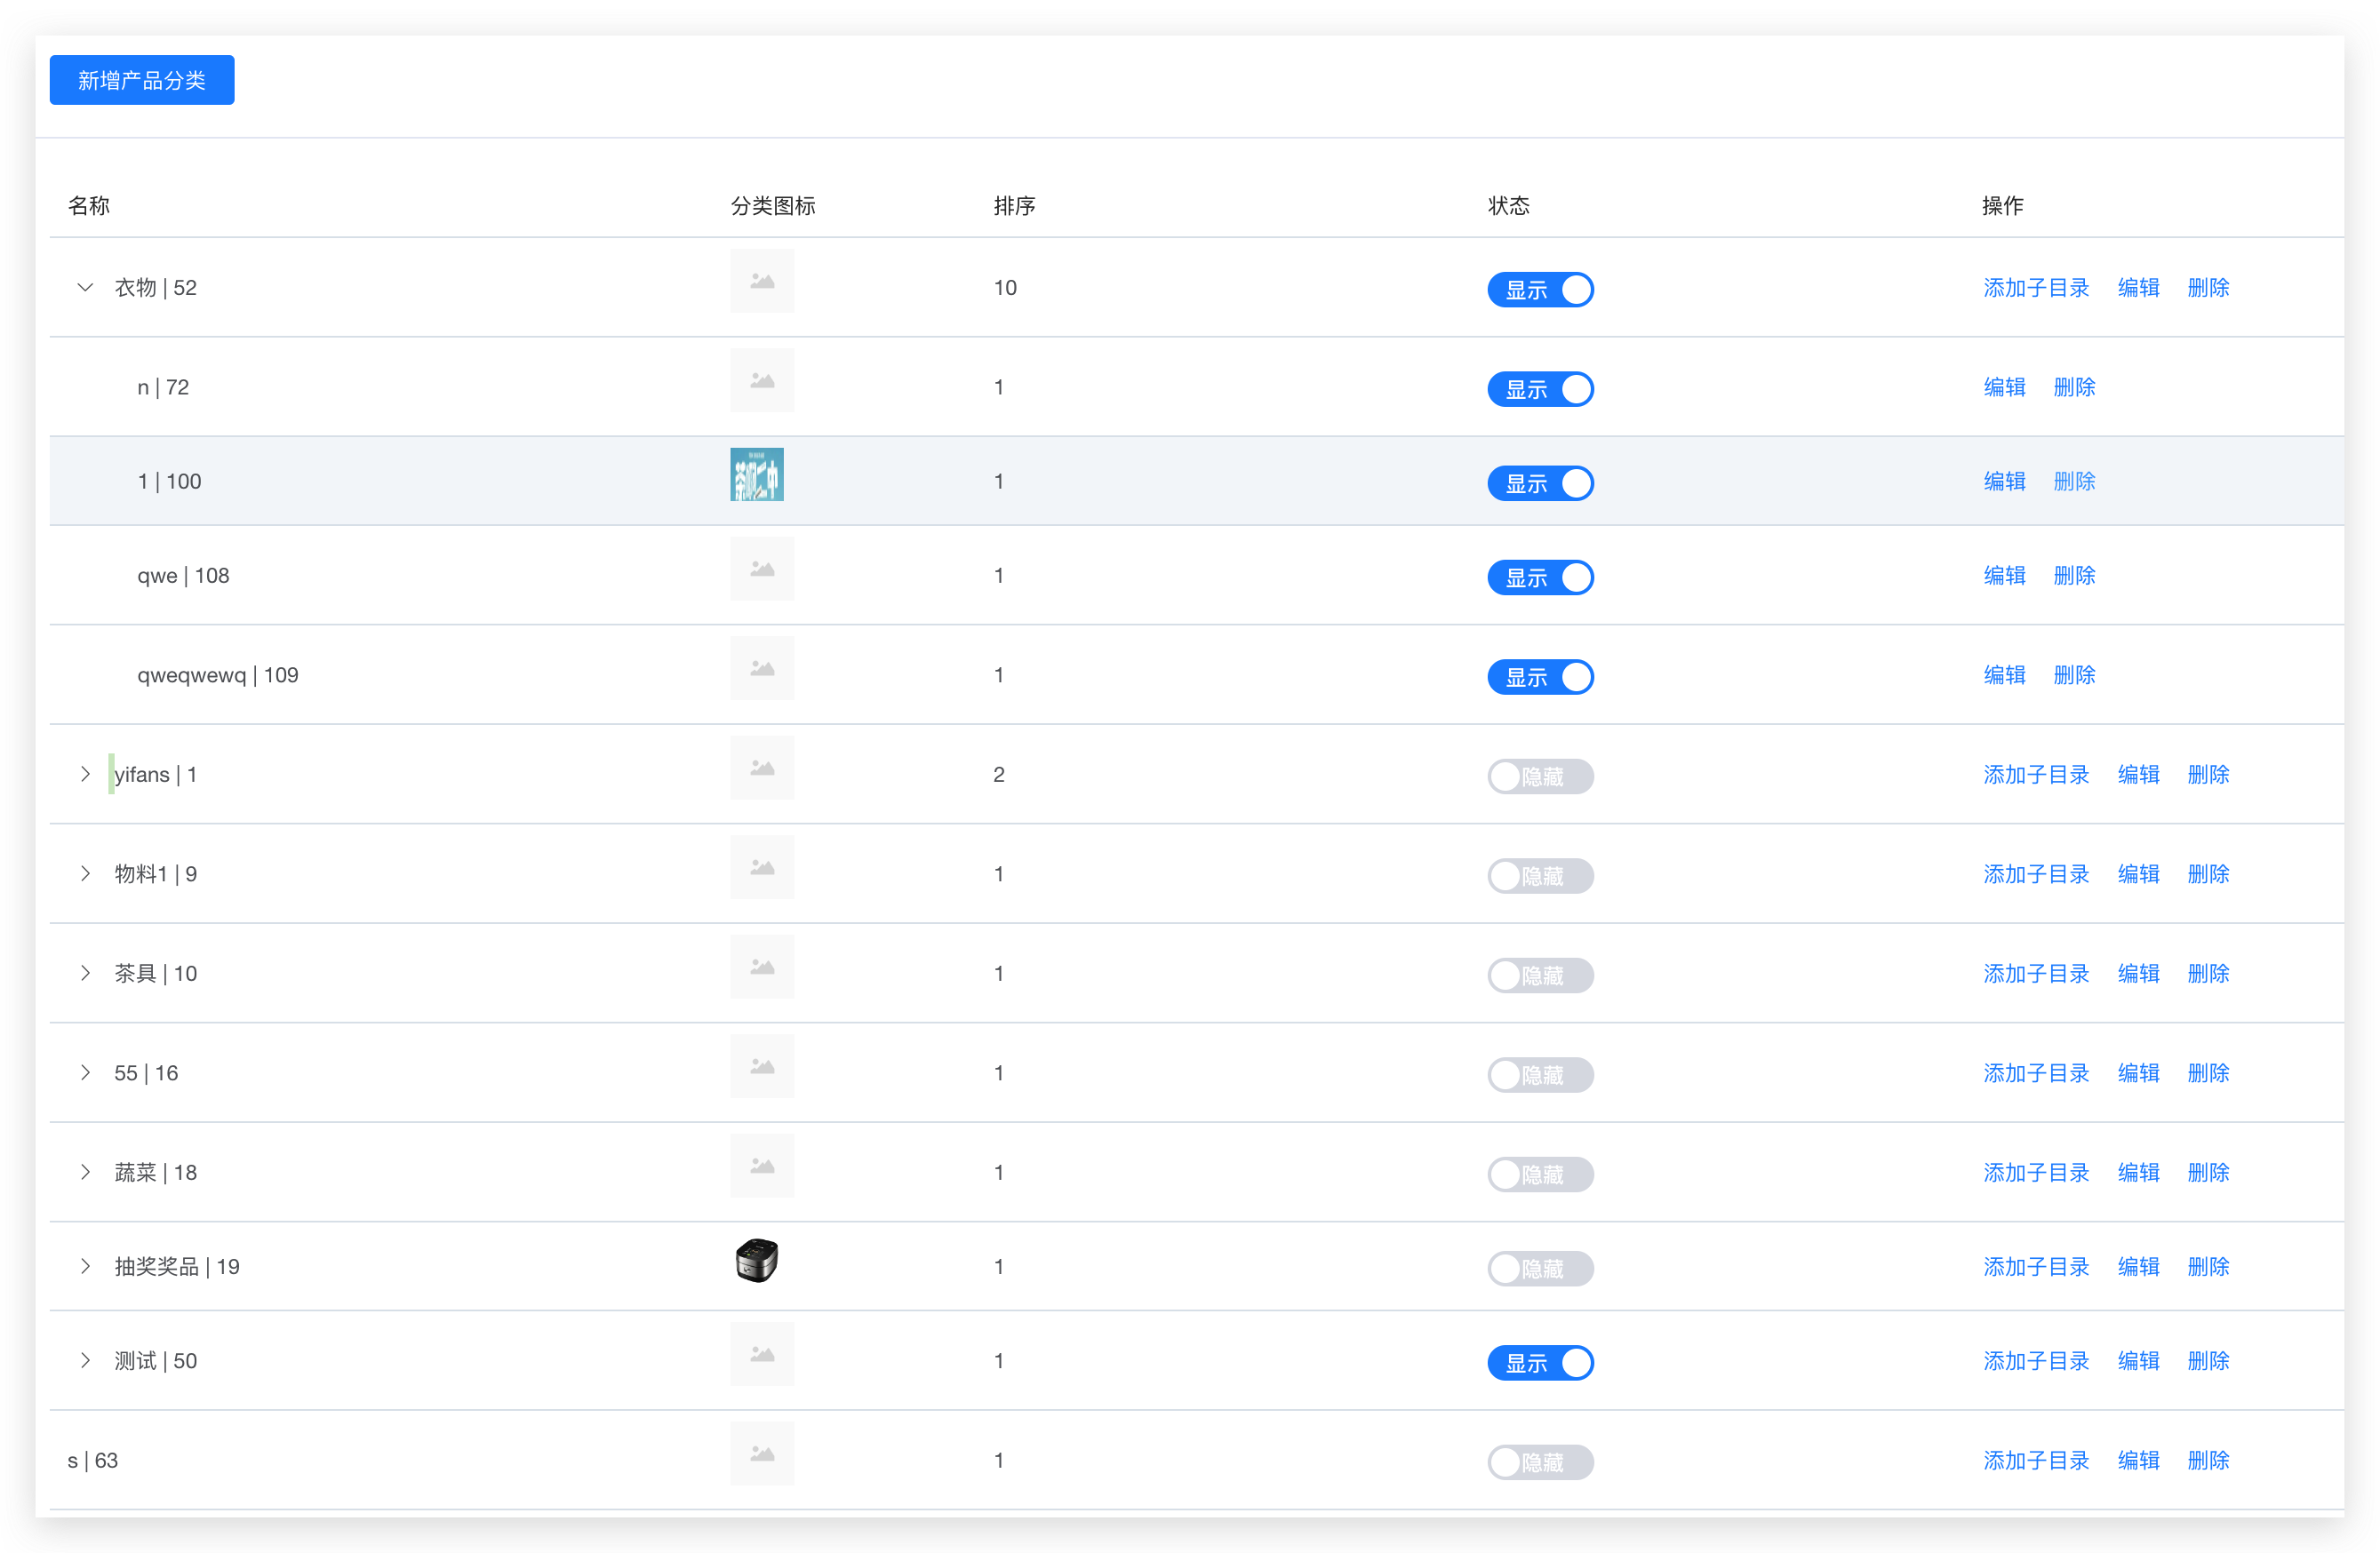 新增产品分类
名称 分类图标 排序 状态 操作
衣物 | 52 10 显示 添加子目录 编辑 删除
n | 72 1 显示 编辑 删除
1 | 100 1 显示 编辑 删除
qwe | 108 1 显示 编辑 删除
qweqwewq | 109 1 显示 编辑 删除
yifans | 1 2 隐藏 添加子目录 编辑 删除
物料1 | 9 1 隐藏 添加子目录 编辑 删除
茶具 | 10 1 隐藏 添加子目录 编辑 删除
55 | 16 1 隐藏 添加子目录 编辑 删除
蔬菜 | 18 1 隐藏 添加子目录 编辑 删除
抽奖奖品 | 19 1 隐藏 添加子目录 编辑 删除
测试 | 50 1 显示 添加子目录 编辑 删除
s | 63 1 隐藏 添加子目录 编辑 删除